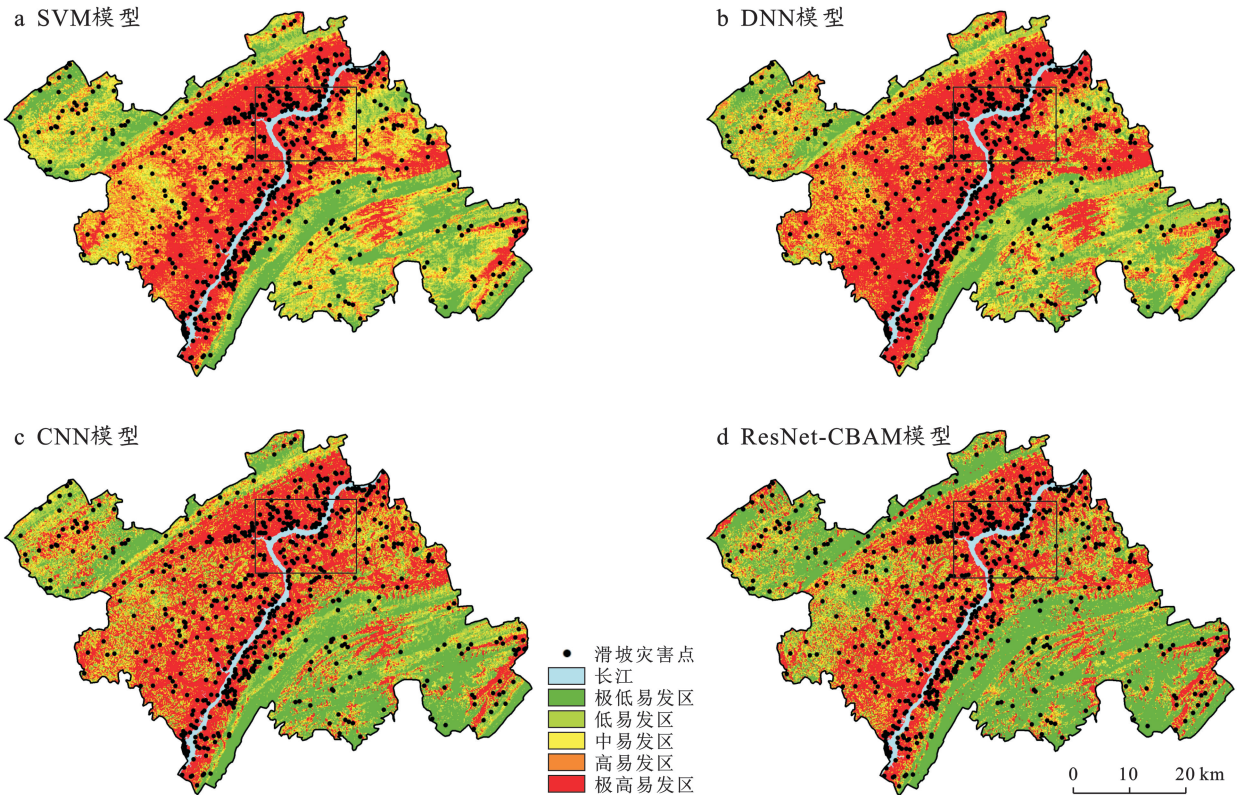 a SVM模型
b DNN模型
c CNN模型
d ResNet-CBAM模型
滑坡灾害点
长江
极低易发区
低易发区
中易发区
高易发区
极高易发区
0 10 20 km